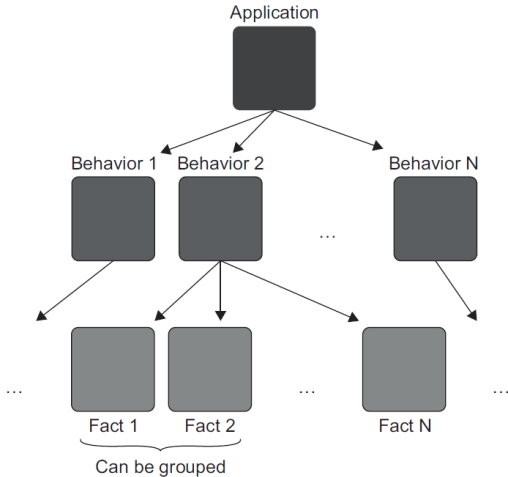 Application
Behavior 1 Behavior 2 Behavior N
…
… … …
Fact 1 Fact 2 Fact N
Can be grouped